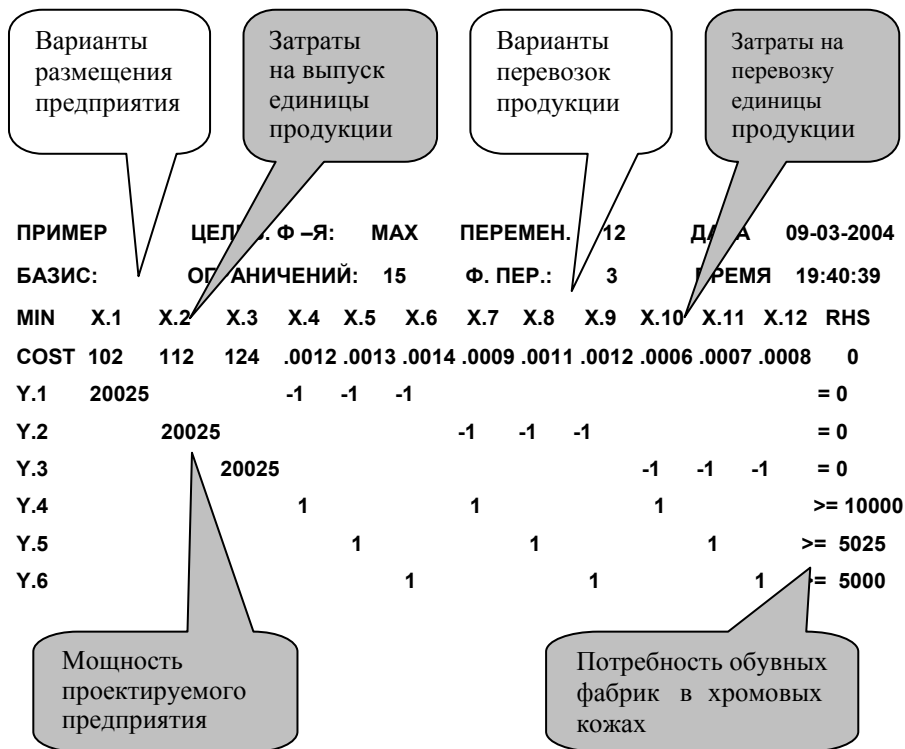 Варианты
размещения
предприятия
Затраты
на выпуск
единицы
продукции
Варианты
перевозок
продукции
Затраты на
перевозку
единицы
продукции
ПРИМЕР Ф –Я: MAX ПЕРЕМЕН. 12 09-03-2004
БАЗИС: ОГРАНИЧЕНИЙ: 15 Ф. ПЕР.: 3 ВРЕМЯ 19:40:39
MIN X.1 X.2 X.3 X.4 X.5 X.6 X.7 X.8 X.9 X.10 X.11 X.12 RHS
COST 102 112 124 .0012 .0013 .0014 .0009 .0011 .0012 .0006 .0007 .0008 0
Y.1 20025 -1 -1 -1 = 0
Y.2 20025 -1 -1 -1 = 0
Y.3 20025 -1 -1 -1 = 0
Y.4 1 1 1 >= 10000
Y.5 1 1 1 >= 5025
Y.6 1 1 1 >= 5000
Мощность
проектируемого
предприятия
Потребность обувных
фабрик в хромовых
кожах